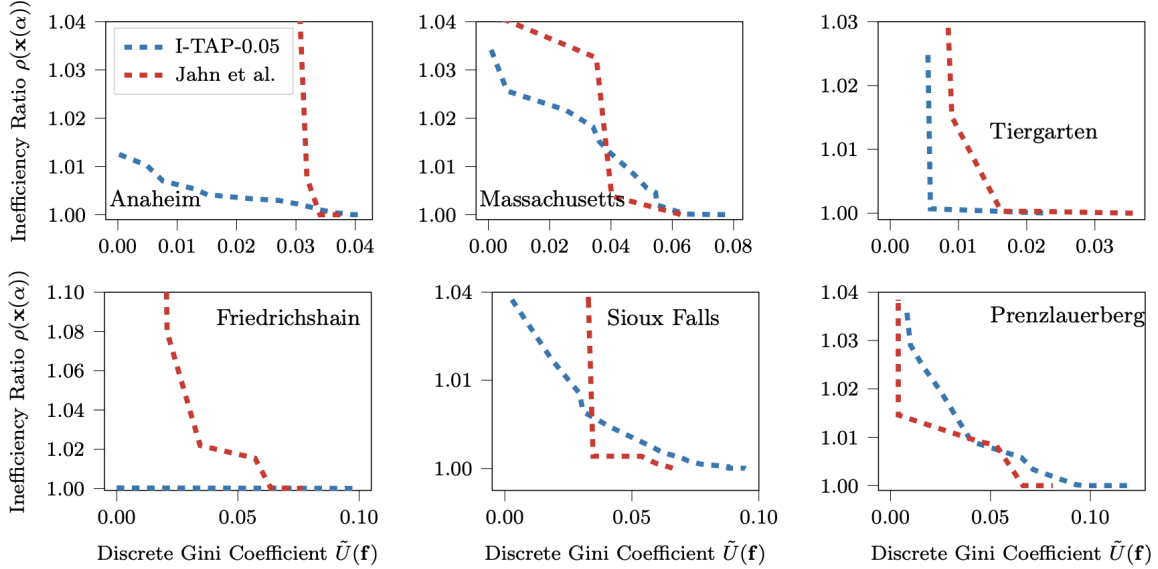 Inefficiency Ratio ρ(x(α))
1.04
1.03
1.02
1.01
1.00
I-TAP-0.05
Jahn et al.
Anaheim
0.00 0.01 0.02 0.03 0.04
1.04
1.03
1.02
1.01
1.00
Massachusetts
0.00 0.02 0.04 0.06 0.08
1.03
1.02
1.01
1.00
Tiergarten
0.00 0.01 0.02 0.03
Inefficiency Ratio ρ(x(α))
1.10
1.08
1.06
1.04
1.02
1.00
Friedrichshain
0.00 0.05 0.10
Discrete Gini Coefficient Ũ(f)
1.04
1.01
1.00
Sioux Falls
0.00 0.05 0.10
Discrete Gini Coefficient Ũ(f)
1.04
1.03
1.02
1.01
1.00
Prenzlauerberg
0.00 0.05 0.10
Discrete Gini Coefficient Ũ(f)